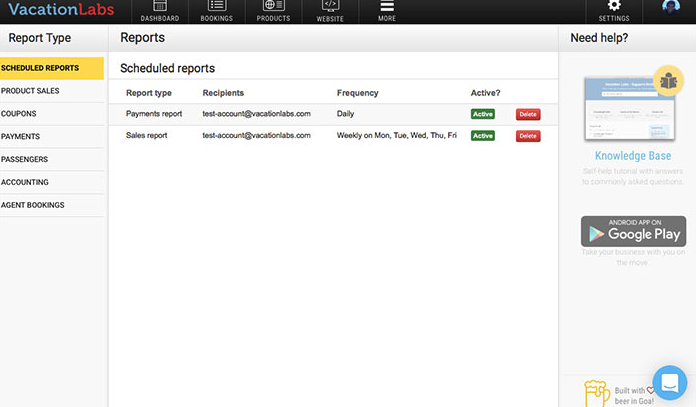 VacationLabs
DASHBOARD
BOOKINGS
PRODUCTS
WEBSITE
MORE
SETTINGS
Report Type
Reports
Need help?
SCHEDULED REPORTS
PRODUCT SALES
COUPONS
PAYMENTS
PASSENGERS
ACCOUNTING
AGENT BOOKINGS
Scheduled reports
Report type Recipients Frequency Active?
Payments report test-account@vacationlabs.com Daily Active Delete
Sales report test-account@vacationlabs.com Weekly on Mon, Tue, Wed, Thu, Fri Active Delete
Knowledge Base
Self-help tutorial with answers
to commonly asked questions.
ANDROID APP ON
Google Play
Take your business with you on
the move.
Built with
beer in Goa!